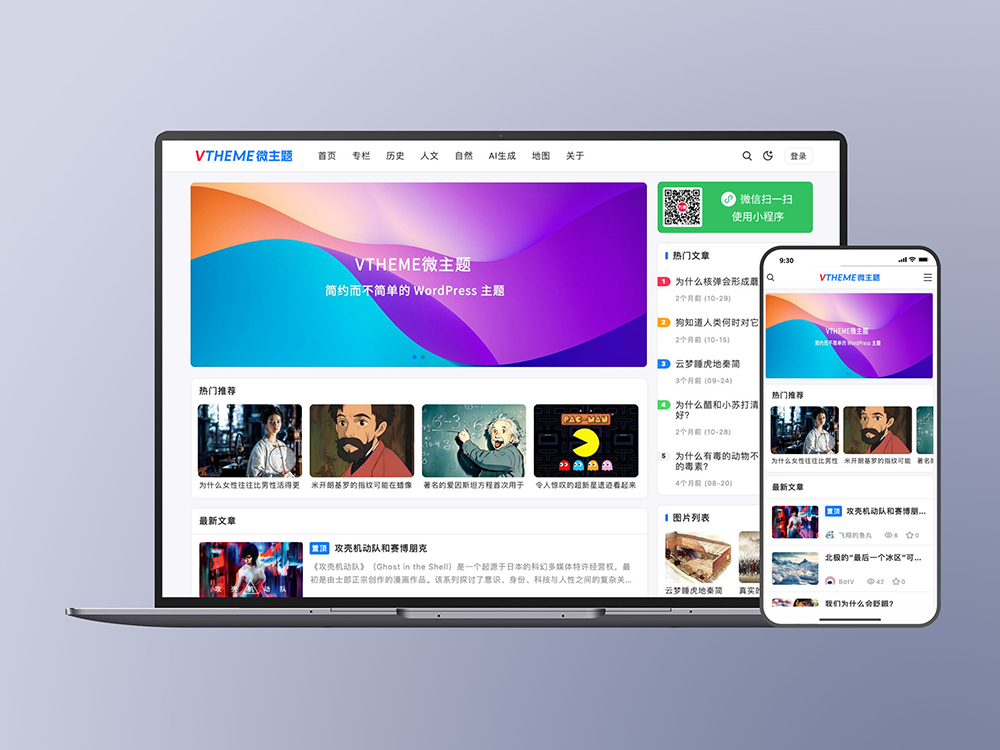 VTHEME微主题
首页 专栏 历史 人文 自然 AI生成 地图 关于
登录
VTHEME微主题
简约而不简单的 WordPress 主题
微信扫一扫
使用小程序
热门文章
1 为什么核弹会形成蘑
2个月前 (10-29)
2 狗知道人类何时对它
2个月前 (10-15)
3 云梦睡虎地秦简
3个月前 (09-24)
4 为什么醋和小苏打清
好?
2个月前 (10-28)
5 为什么有毒的动物不
的毒素?
4个月前 (08-20)
热门推荐
PAC-MAN
为什么女性往往比男性活得更
米开朗基罗的指纹可能在蜡像
著名的爱因斯坦方程首次用于
令人惊叹的超新星遗迹看起来
最新文章
攻壳机动队
置顶 攻壳机动队和赛博朋克
《攻壳机动队》（Ghost in the Shell）是一个起源于日本的科幻多媒体特许经营权，最
初是由士郎正宗创作的漫画作品。该系列探讨了意识、身份、科技与人性之间的复杂关...
图片列表
云梦睡虎地秦简
真实的
9:30
VTHEME微主题
VTHEME微主题
简约而不简单的 WordPress 主题
热门推荐
为什么女性往往比男性
米开朗基罗的指纹可能
著名的
最新文章
置顶 攻壳机动队和赛博朋...
飞翔的鱼丸 8 0
北极的“最后一个冰区”可...
BotV 42 0
我们为什么会眨眼?